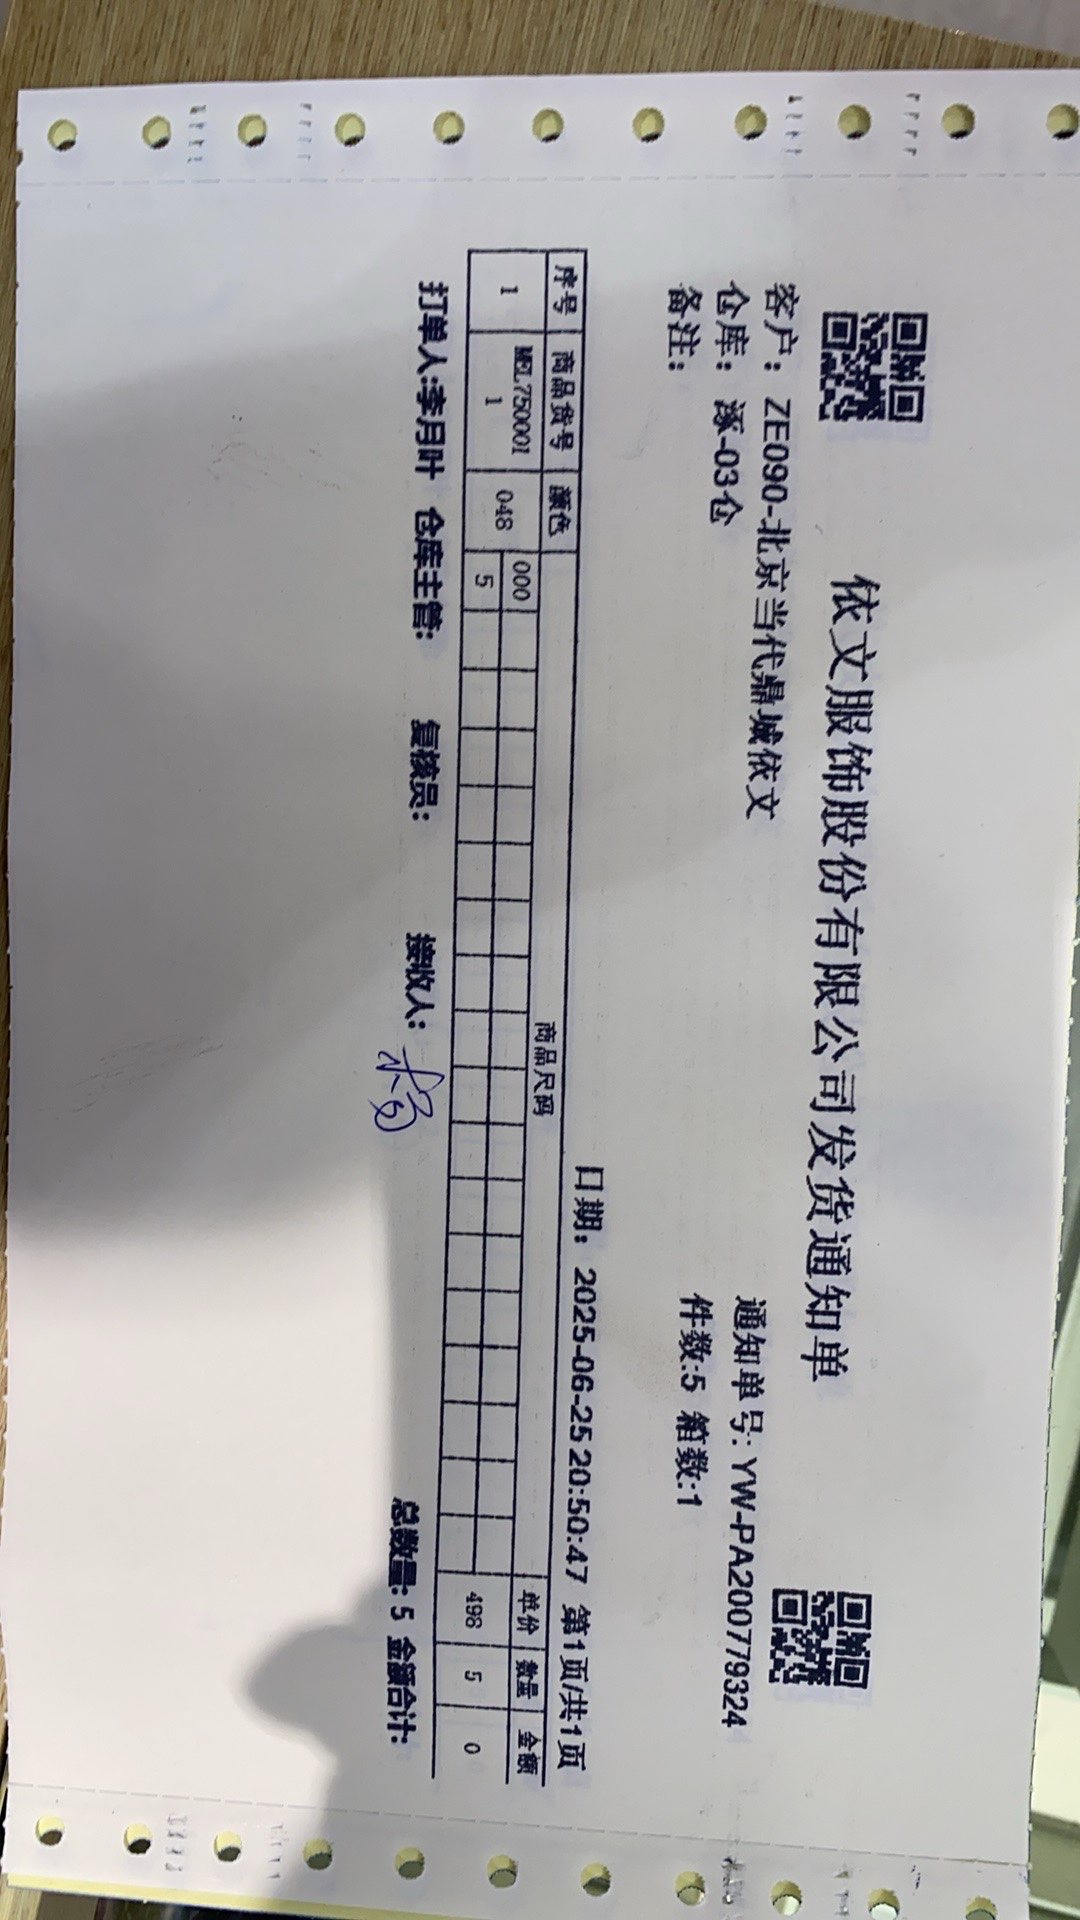 依文服饰股份有限公司发货通知单
客户：ZE090-北京当代鼎城依文 通知单号: YW-PA200779324
仓库：涿-03仓 件数:5 箱数:1
备注：
日期：2025-06-25 20:50:47 第1页/共1页
序号 商品货号 颜色 商品尺码 单价 数量 金额
1 MEL7500011 048 000 498 5 0
5
打单人:李月叶 仓库主管: 复核员: 接收人: 总数量: 5 金额合计: